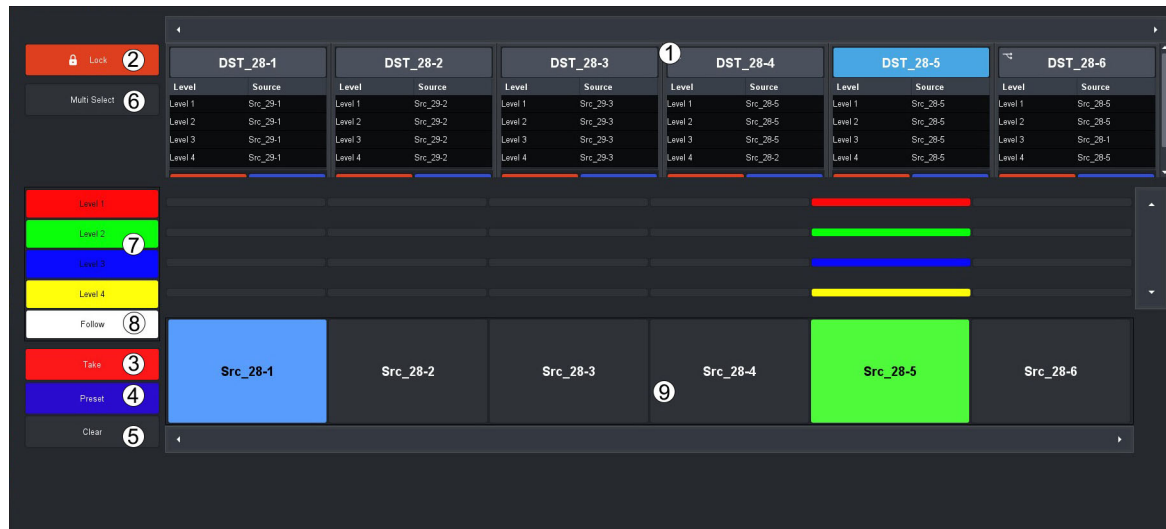 Lock ②
Multi Select ⑥
①
DST_28-1 DST_28-2 DST_28-3 DST_28-4 DST_28-5 DST_28-6
Level Source Level Source Level Source Level Source Level Source Level Source
Level 1 Src_29-1 Level 1 Src_29-2 Level 1 Src_29-3 Level 1 Src_28-5 Level 1 Src_28-5 Level 1 Src_28-5
Level 2 Src_29-1 Level 2 Src_29-2 Level 2 Src_29-3 Level 2 Src_28-5 Level 2 Src_28-5 Level 2 Src_28-5
Level 3 Src_29-1 Level 3 Src_29-2 Level 3 Src_29-3 Level 3 Src_28-5 Level 3 Src_28-5 Level 3 Src_28-1
Level 4 Src_29-1 Level 4 Src_29-2 Level 4 Src_29-3 Level 4 Src_28-2 Level 4 Src_28-5 Level 4 Src_28-5
Level 1
Level 2
⑦
Level 3
Level 4
Follow ⑧
Take ③
Preset ④
Clear ⑤
Src_28-1 Src_28-2 Src_28-3 Src_28-4 Src_28-5 Src_28-6
⑨